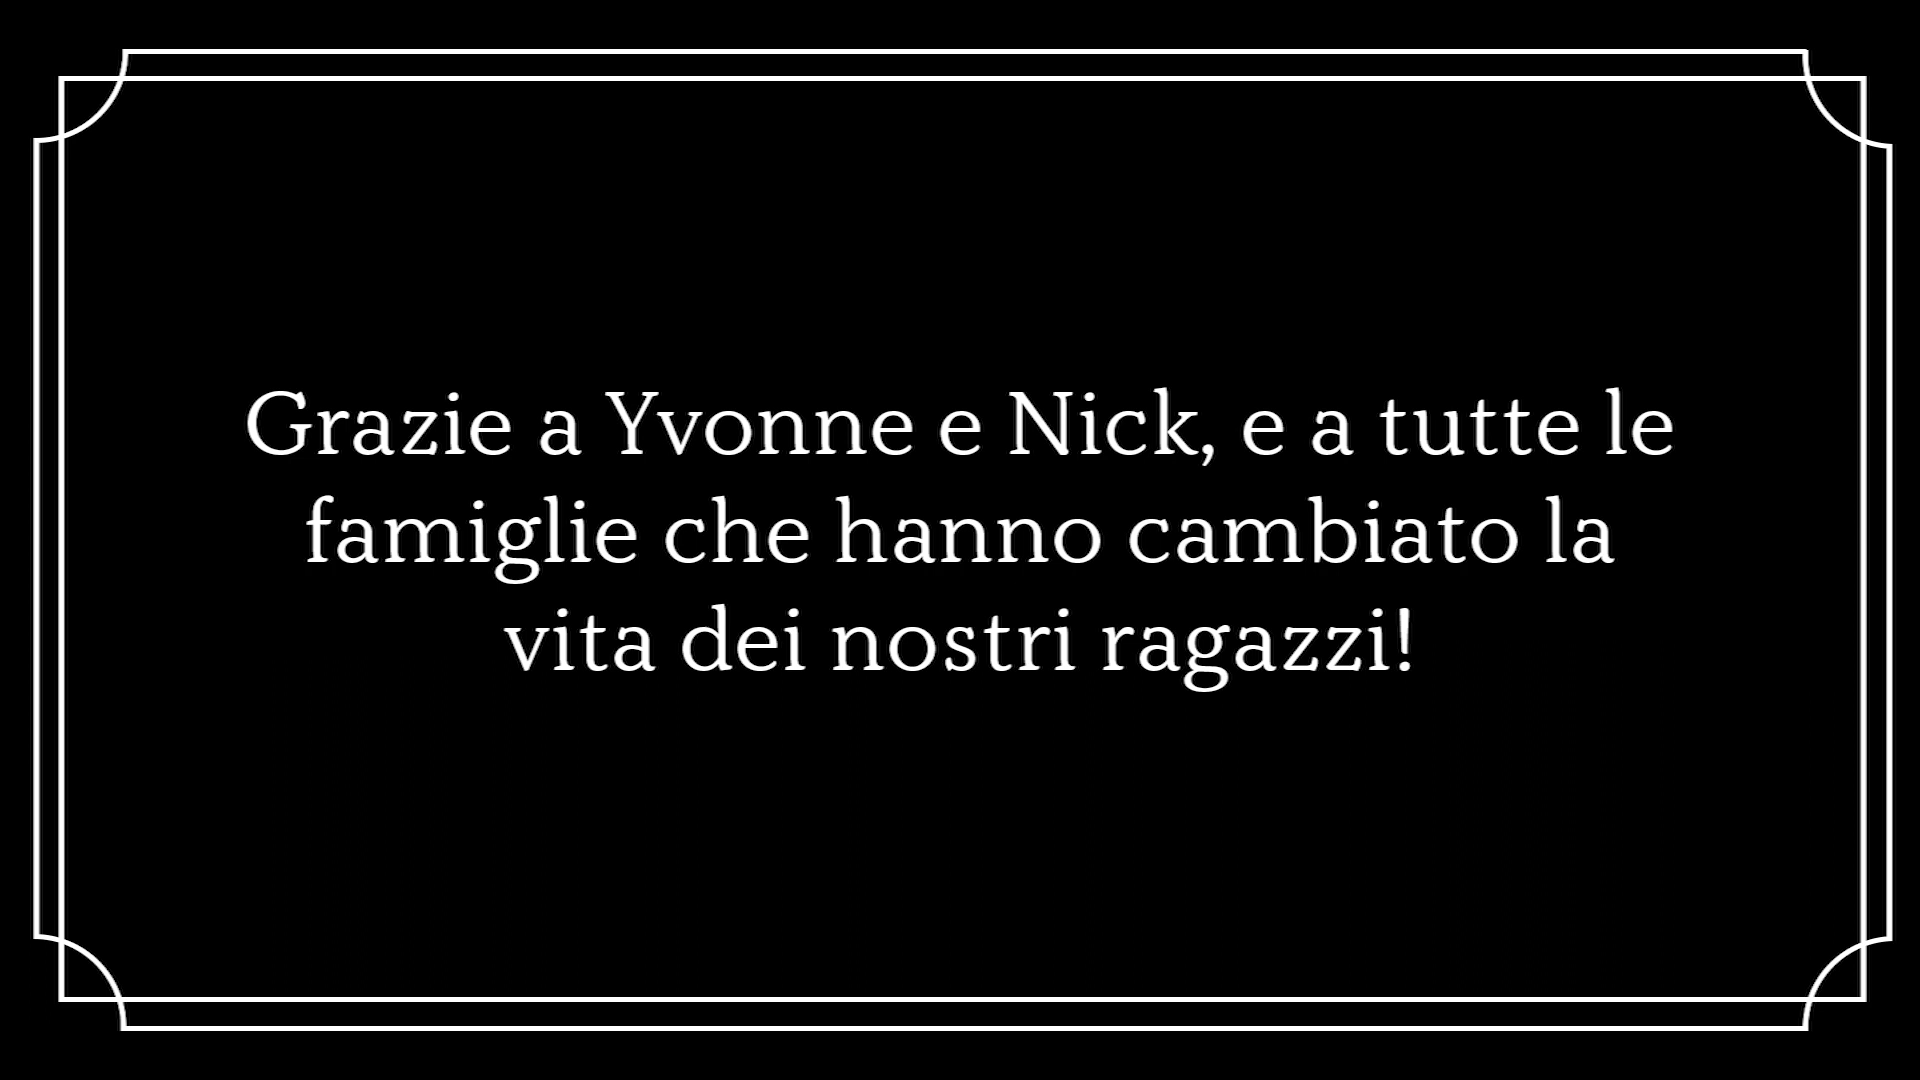 Grazie a Yvonne e Nick, e a tutte le
famiglie che hanno cambiato la
vita dei nostri ragazzi!